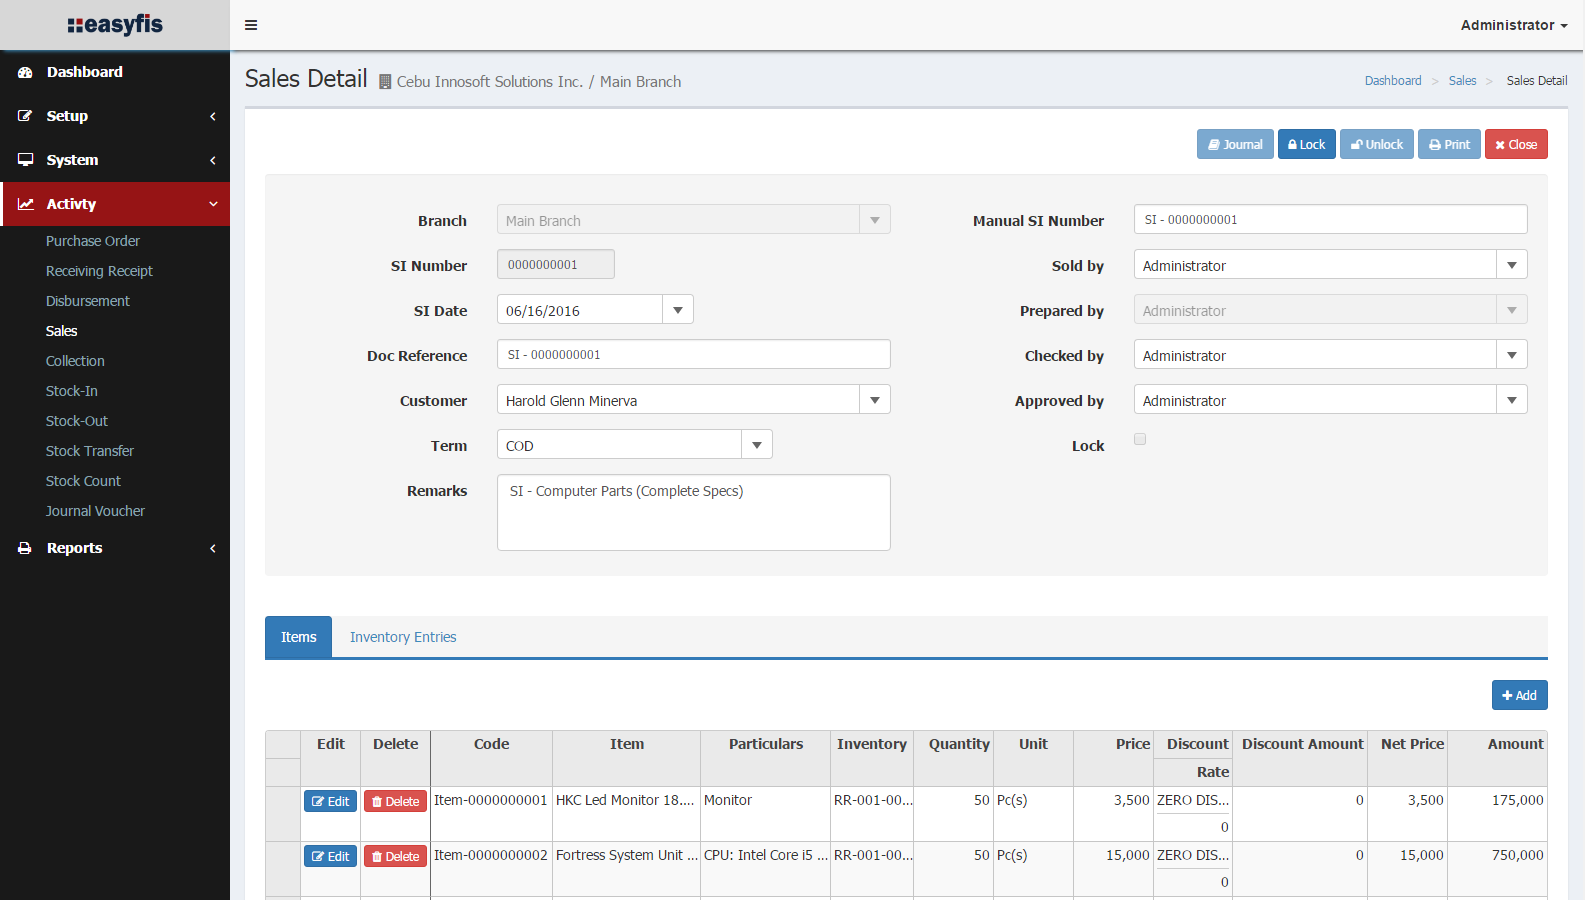 easyfis
Administrator
Dashboard
Setup
System
Activty
Purchase Order
Receiving Receipt
Disbursement
Sales
Collection
Stock-In
Stock-Out
Stock Transfer
Stock Count
Journal Voucher
Reports
Sales Detail Cebu Innosoft Solutions Inc. / Main Branch
Dashboard > Sales > Sales Detail
Journal Lock Unlock Print Close
Branch Main Branch
SI Number 0000000001
SI Date 06/16/2016
Doc Reference SI - 0000000001
Customer Harold Glenn Minerva
Term COD
Remarks SI - Computer Parts (Complete Specs)
Manual SI Number SI - 0000000001
Sold by Administrator
Prepared by Administrator
Checked by Administrator
Approved by Administrator
Lock
Items Inventory Entries
+ Add
Edit Delete Code Item Particulars Inventory Quantity Unit Price Discount Discount Amount Net Price Amount
Rate
Edit Delete Item-0000000001 HKC Led Monitor 18.... Monitor RR-001-00... 50 Pc(s) 3,500 ZERO DIS... 0 3,500 175,000
0
Edit Delete Item-0000000002 Fortress System Unit ... CPU: Intel Core i5 ... RR-001-00... 50 Pc(s) 15,000 ZERO DIS... 0 15,000 750,000
0